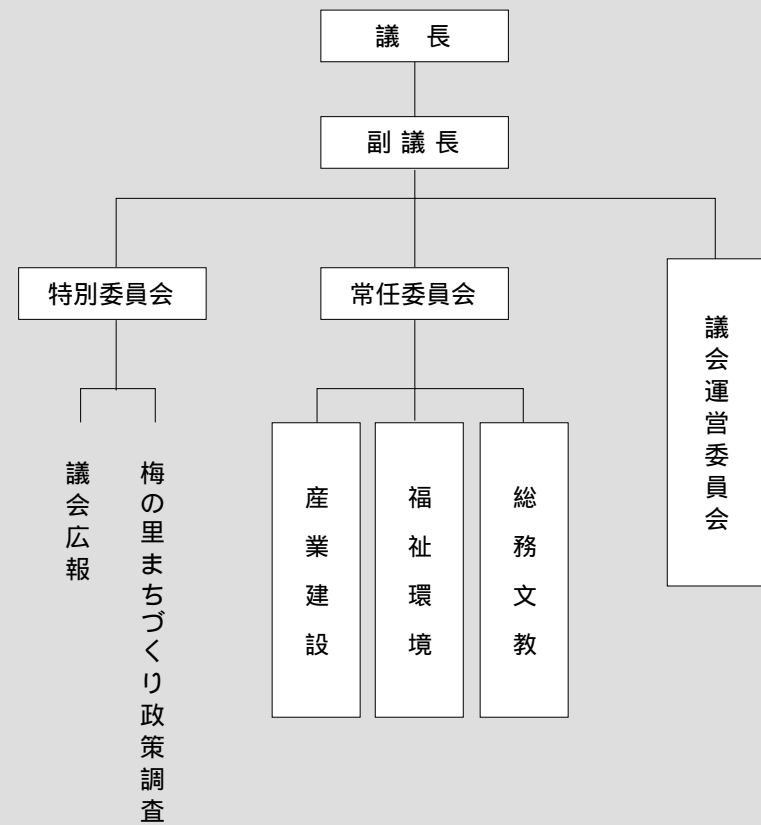 議 長
副議長
特別委員会
常任委員会
議会運営委員会
議会広報
梅の里まちづくり政策調査
産業建設
福祉環境
総務文教